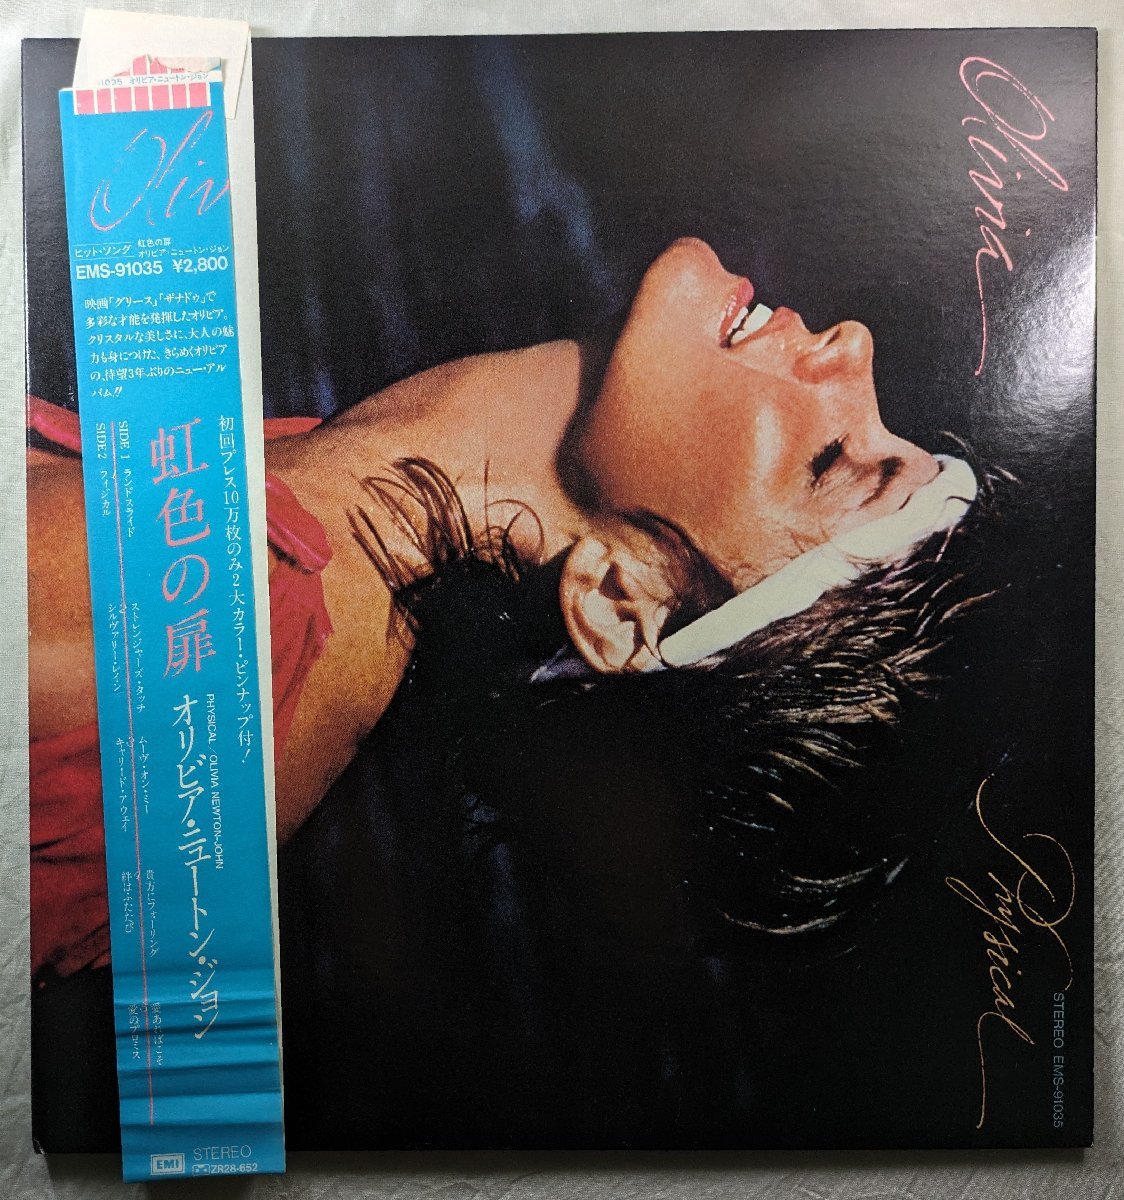 1035 オリビア・ニュートン・ジョン
Oliv
ヒット・ソング
虹色の扉
オリビア・ニュートン・ジョン
EMS-91035 ¥2,800
映画「グリース」「ザナドゥ」で
多彩な才能を発揮したオリビア。
クリスタルな美しさに、大人の魅
力も身につけた、きらめくオリビア
の、待望3年ぶりのニュー・アル
バム!!
初回プレス10万枚のみ2大カラー・ピンナップ付!
虹色の扉
PHYSICAL/OLIVIA NEWTON-JOHN
オリビア・ニュートン・ジョン
SIDE 1 ランドスライド
ストレンジャーズ・タッチ
ムーヴ・オン・ミー
貴方にフォーリング
愛あればこそ
SIDE 2 フィジカル
シルヴァリー・レイン
キャリード・アウェイ
絆はふたたび
愛のプロミス
EMI
STEREO
ZR28-652
Olivia
Physical
STEREO EMS-91035